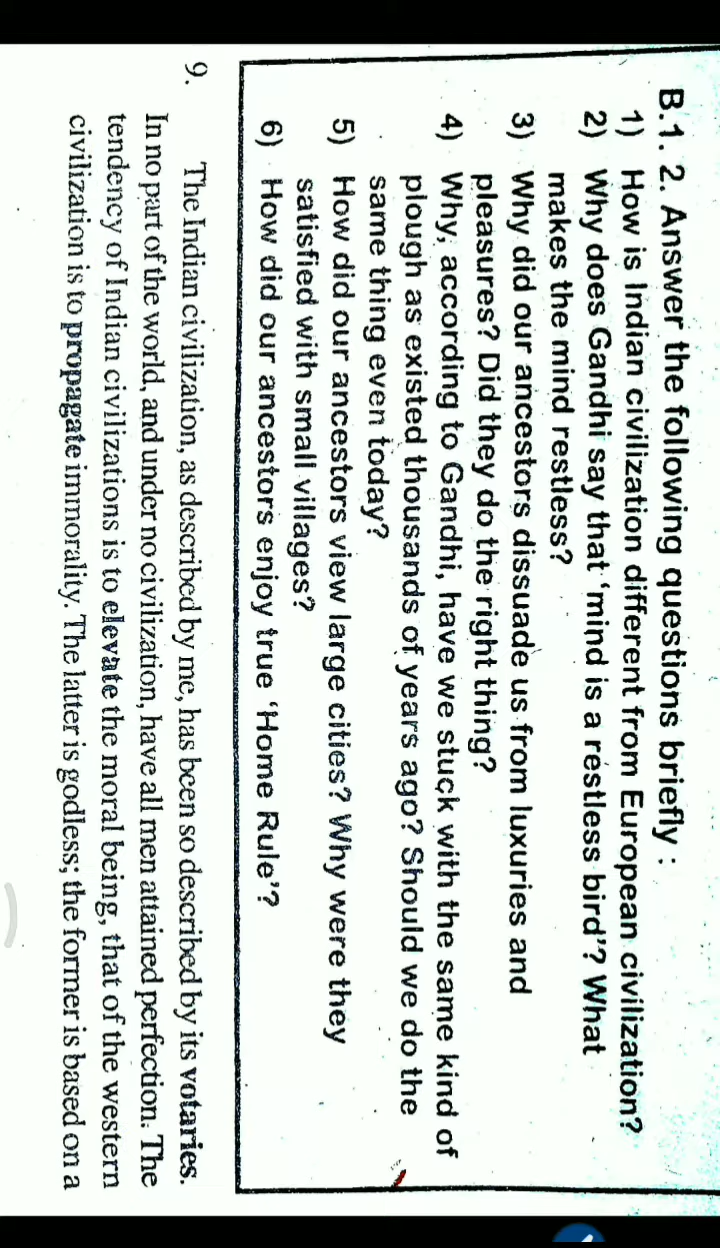 B.1. 2. Answer the following questions briefly :
1) How is Indian civilization different from European civilization?
2) Why does Gandhi say that ‘mind is a restless bird’? What
makes the mind restless?
3) Why did our ancestors dissuade us from luxuries and
pleasures? Did they do the right thing?
4) Why, according to Gandhi, have we stuck with the same kind of
plough as existed thousands of years ago? Should we do the
same thing even today?
5) How did our ancestors view large cities? Why were they
satisfied with small villages?
6) How did our ancestors enjoy true ‘Home Rule’?
9. The Indian civilization, as described by me, has been so described by its votaries.
In no part of the world, and under no civilization, have all men attained perfection. The
tendency of Indian civilizations is to elevate the moral being, that of the western
civilization is to propagate immorality. The latter is godless; the former is based on a